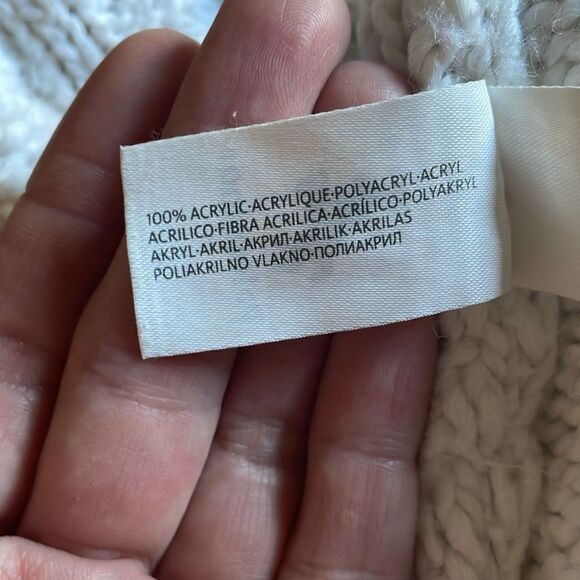 100% ACRYLIC·ACRYLIQUE·POLYACRYL·ACRYL
ACRILICO·FIBRA ACRILICA·ACRÍLICO·POLYAKRYL
AKRYL·AKRIL·АКРИЛ·AKRILIK·AKRILAS
POLIAKRILNO VLAKNO·ПОЛИАКРИЛ